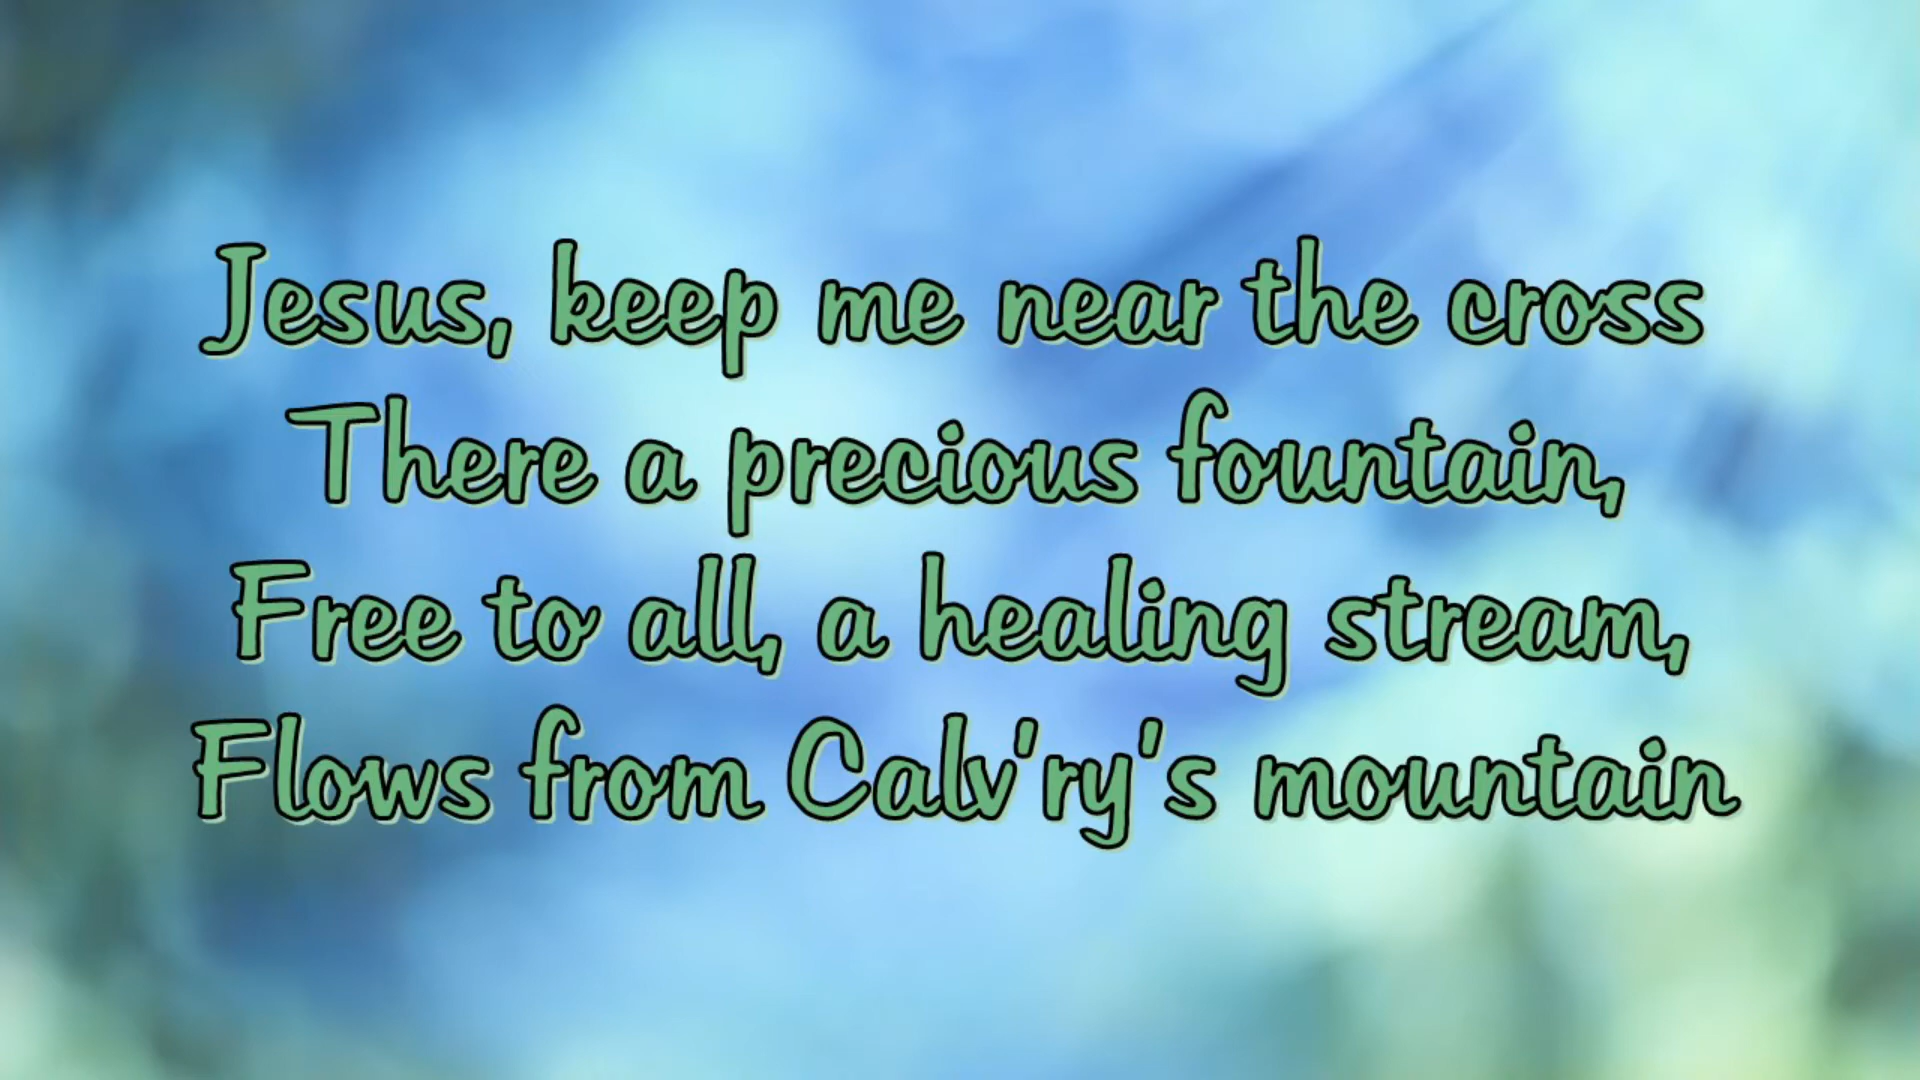 Jesus, keep me near the cross
There a precious fountain,
Free to all, a healing stream,
Flows from Calv'ry's mountain